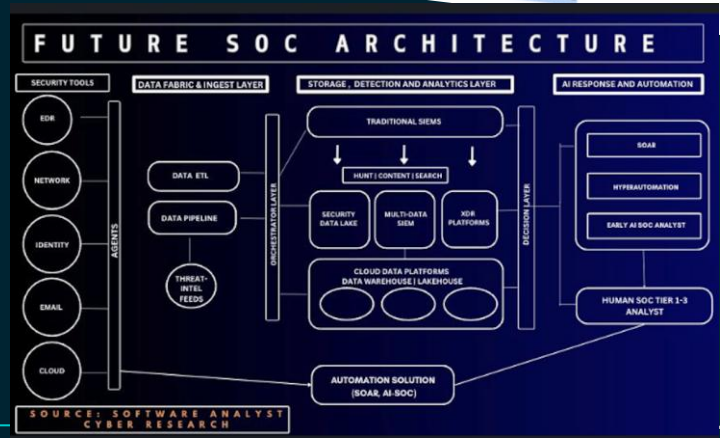 FUTURE SOC ARCHITECTURE
SECURITY TOOLS
DATA FABRIC & INGEST LAYER
STORAGE , DETECTION AND ANALYTICS LAYER
AI RESPONSE AND AUTOMATION
EDR
NETWORK
IDENTITY
EMAIL
CLOUD
AGENTS
DATA ETL
DATA PIPELINE
THREAT-
INTEL
FEEDS
ORCHESTRATOR LAYER
TRADITIONAL SIEMS
HUNT | CONTENT | SEARCH
SECURITY
DATA LAKE
MULTI-DATA
SIEM
XDR
PLATFORMS
CLOUD DATA PLATFORMS
DATA WAREHOUSE | LAKEHOUSE
DECISION LAYER
SOAR
HYPERAUTOMATION
EARLY AI SOC ANALYST
HUMAN SOC TIER 1-3
ANALYST
AUTOMATION SOLUTION
(SOAR, AI-SOC)
SOURCE: SOFTWARE ANALYST
CYBER RESEARCH